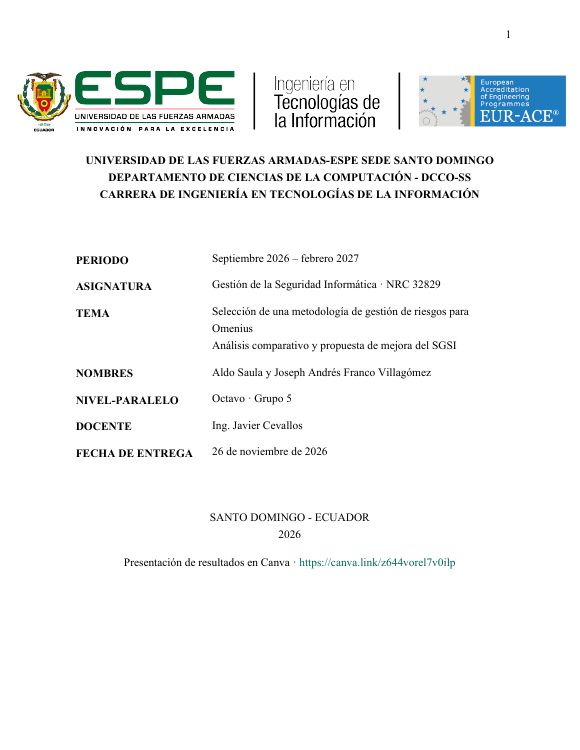 1
ECUADOR
ESPE
UNIVERSIDAD DE LAS FUERZAS ARMADAS
INNOVACIÓN PARA LA EXCELENCIA
Ingeniería en
Tecnologías de
la Información
European
Accreditation
of Engineering
Programmes
EUR-ACE®
UNIVERSIDAD DE LAS FUERZAS ARMADAS-ESPE SEDE SANTO DOMINGO
DEPARTAMENTO DE CIENCIAS DE LA COMPUTACIÓN - DCCO-SS
CARRERA DE INGENIERÍA EN TECNOLOGÍAS DE LA INFORMACIÓN
PERIODO Septiembre 2026 – febrero 2027
ASIGNATURA Gestión de la Seguridad Informática · NRC 32829
TEMA Selección de una metodología de gestión de riesgos para
Omenius
Análisis comparativo y propuesta de mejora del SGSI
NOMBRES Aldo Saula y Joseph Andrés Franco Villagómez
NIVEL-PARALELO Octavo · Grupo 5
DOCENTE Ing. Javier Cevallos
FECHA DE ENTREGA 26 de noviembre de 2026
SANTO DOMINGO - ECUADOR
2026
Presentación de resultados en Canva · https://canva.link/z644vorel7v0ilp